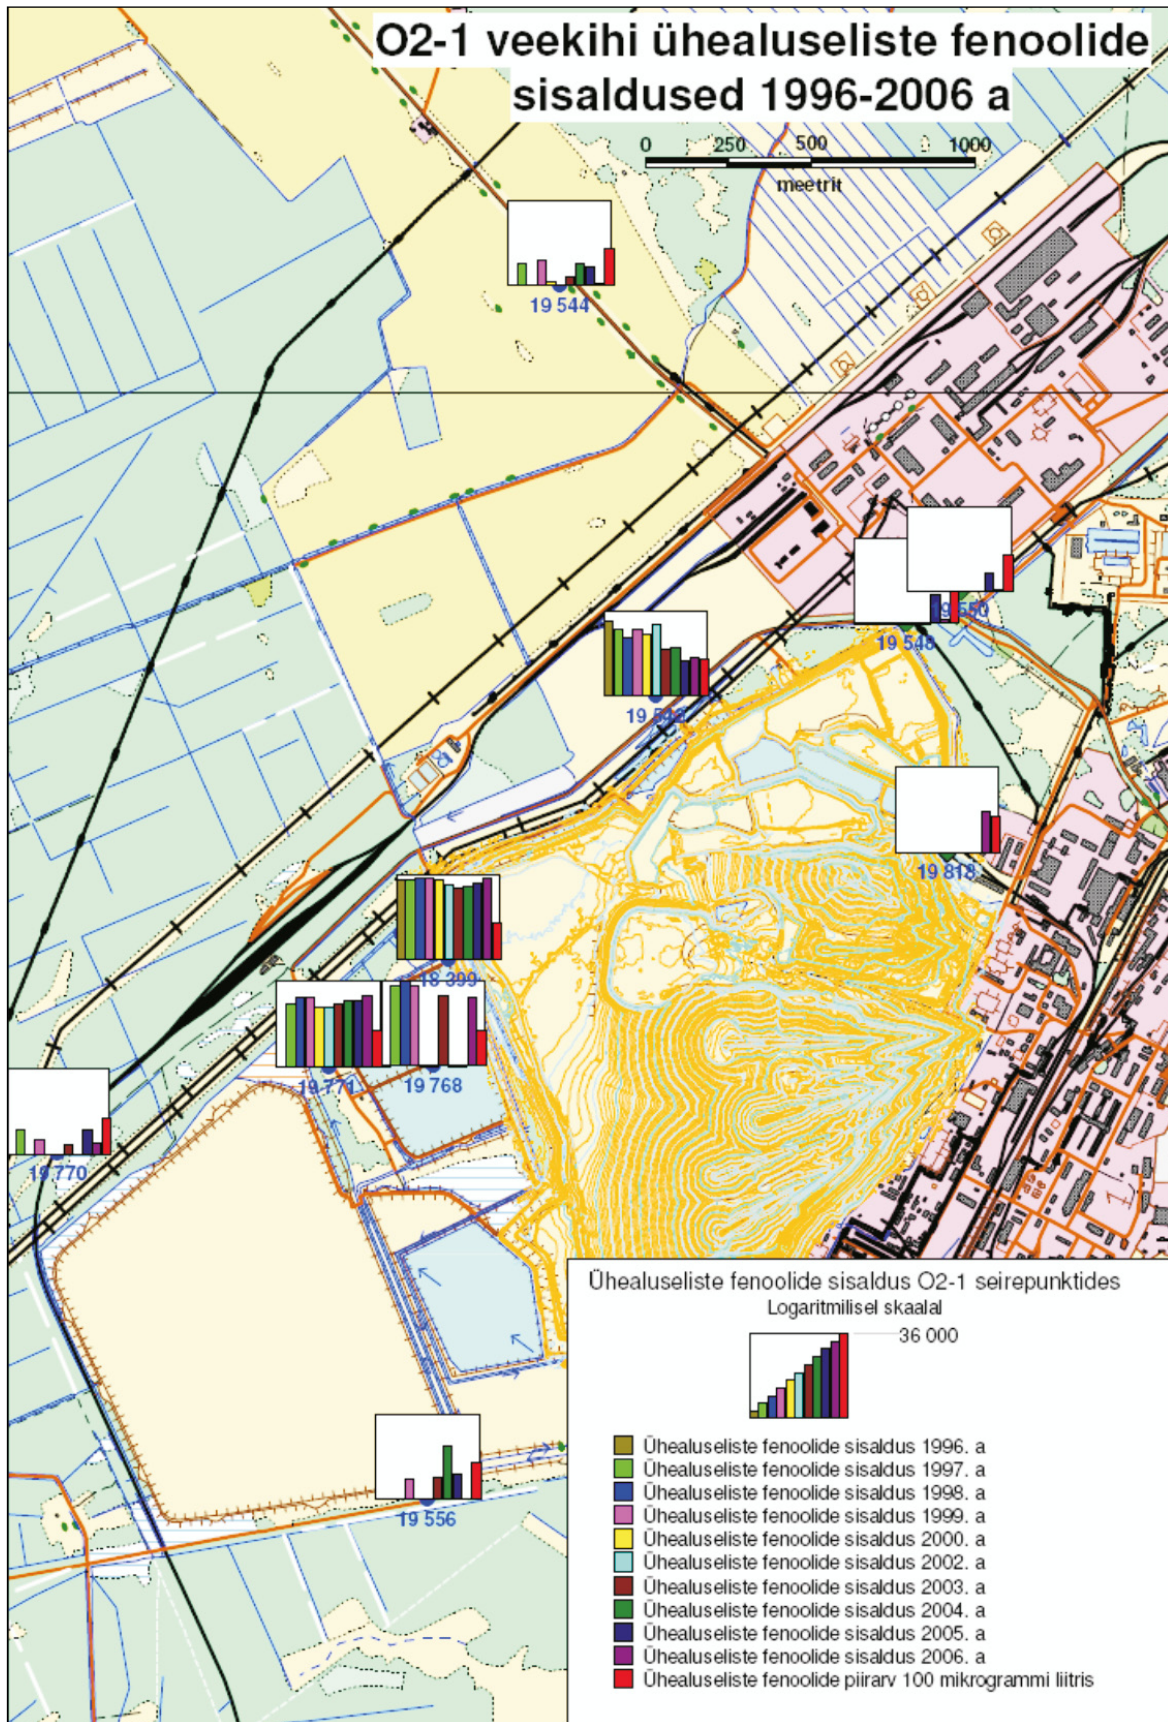 O2-1 veekihi ühealuseliste fenoolide
sisaldused 1996-2006 a
0 250 500 1000
meetrit
19 544
19 550
19 548
19 818
18 399
19 771
19 768
19 770
19 556
Ühealuseliste fenoolide sisaldus O2-1 seirepunktides
Logaritmilisel skaalal
36 000
Ühealuseliste fenoolide sisaldus 1996. a
Ühealuseliste fenoolide sisaldus 1997. a
Ühealuseliste fenoolide sisaldus 1998. a
Ühealuseliste fenoolide sisaldus 1999. a
Ühealuseliste fenoolide sisaldus 2000. a
Ühealuseliste fenoolide sisaldus 2002. a
Ühealuseliste fenoolide sisaldus 2003. a
Ühealuseliste fenoolide sisaldus 2004. a
Ühealuseliste fenoolide sisaldus 2005. a
Ühealuseliste fenoolide sisaldus 2006. a
Ühealuseliste fenoolide piirarv 100 mikrogrammi liitris